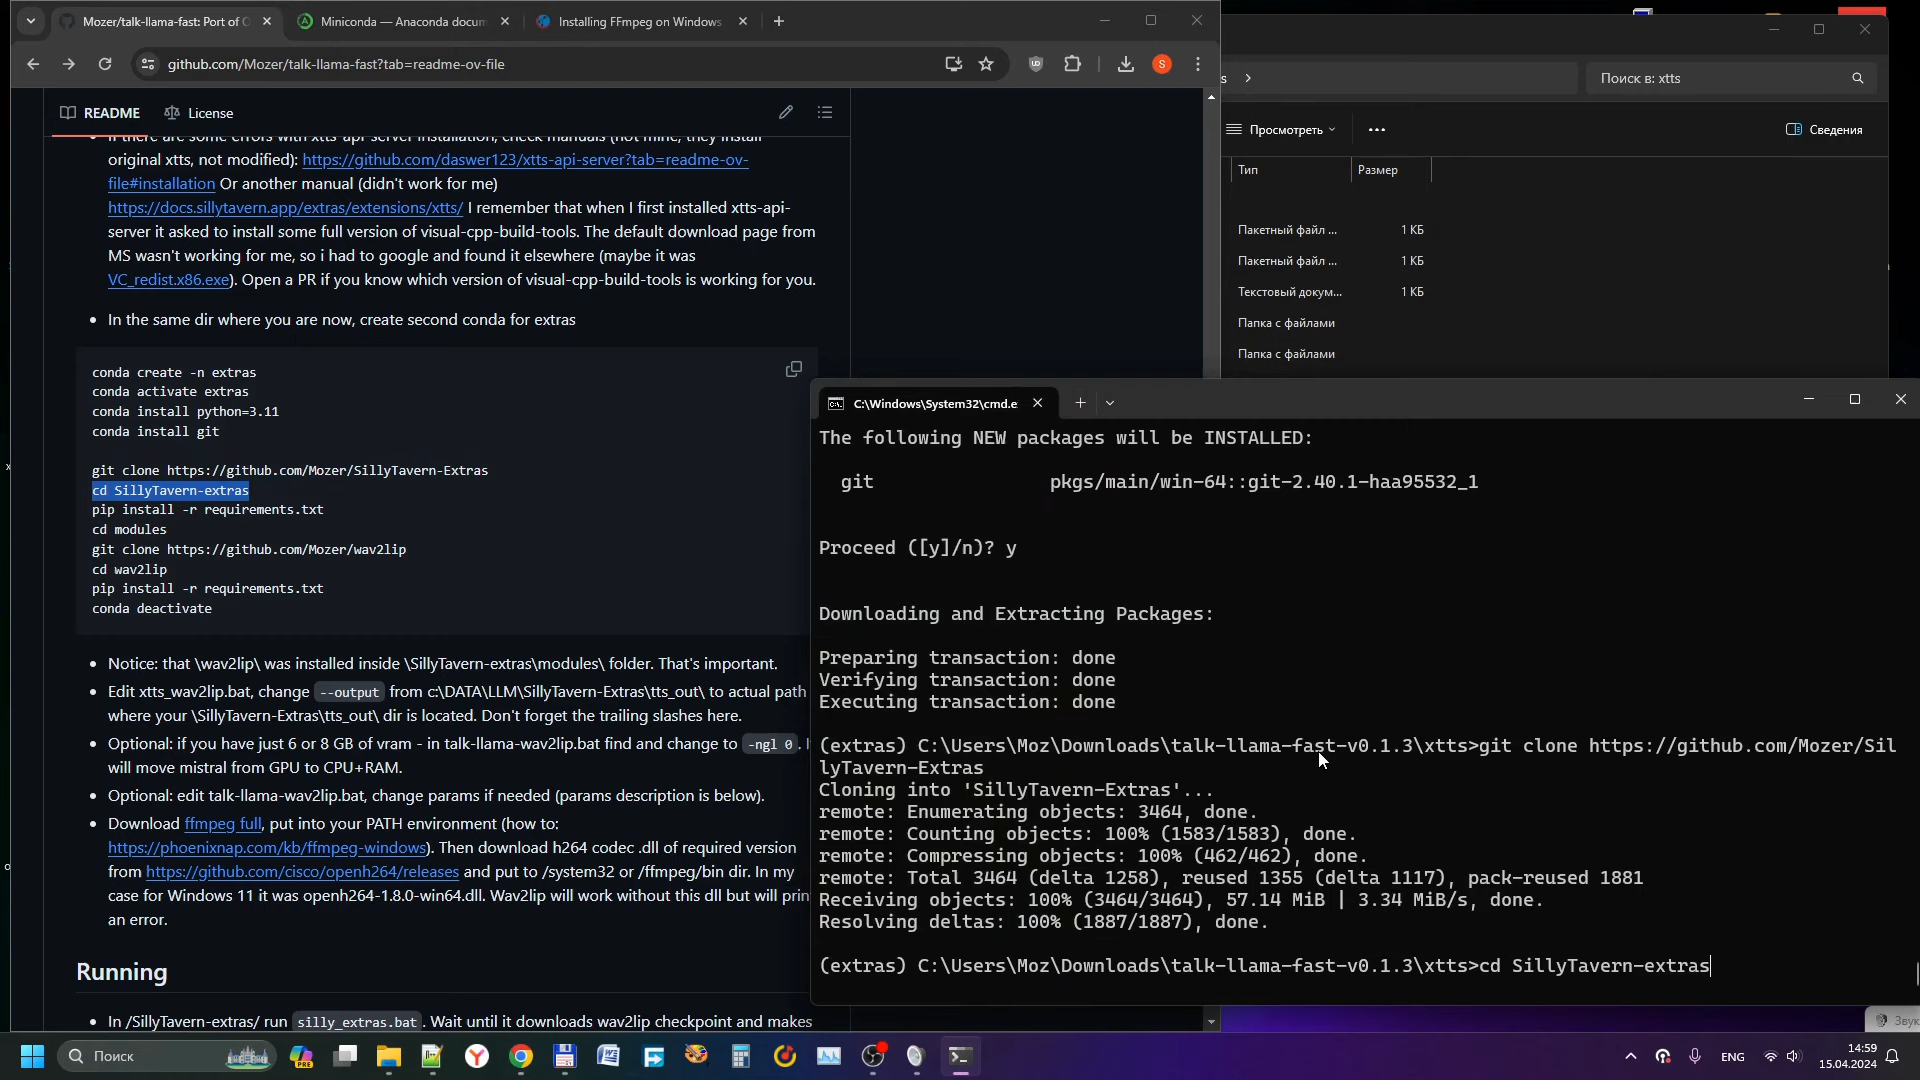 Mozer/talk-llama-fast: Port of O
Miniconda — Anaconda docum
Installing FFmpeg on Windows
github.com/Mozer/talk-llama-fast?tab=readme-ov-file
S
README
License
If there are some errors with xtts-api-server installation, check manuals (not mine, they install
original xtts, not modified): https://github.com/daswer123/xtts-api-server?tab=readme-ov-
file#installation Or another manual (didn't work for me)
https://docs.sillytavern.app/extras/extensions/xtts/ I remember that when I first installed xtts-api-
server it asked to install some full version of visual-cpp-build-tools. The default download page from
MS wasn't working for me, so i had to google and found it elsewhere (maybe it was
VC_redist.x86.exe). Open a PR if you know which version of visual-cpp-build-tools is working for you.
In the same dir where you are now, create second conda for extras
conda create -n extras
conda activate extras
conda install python=3.11
conda install git
git clone https://github.com/Mozer/SillyTavern-Extras
cd SillyTavern-extras
pip install -r requirements.txt
cd modules
git clone https://github.com/Mozer/wav2lip
cd wav2lip
pip install -r requirements.txt
conda deactivate
Notice: that \wav2lip\ was installed inside \SillyTavern-extras\modules\ folder. That's important.
Edit xtts_wav2lip.bat, change --output from c:\DATA\LLM\SillyTavern-Extras\tts_out\ to actual path
where your \SillyTavern-Extras\tts_out\ dir is located. Don't forget the trailing slashes here.
Optional: if you have just 6 or 8 GB of vram - in talk-llama-wav2lip.bat find and change to -ngl 0.
will move mistral from GPU to CPU+RAM.
Optional: edit talk-llama-wav2lip.bat, change params if needed (params description is below).
Download ffmpeg full, put into your PATH environment (how to:
https://phoenixnap.com/kb/ffmpeg-windows). Then download h264 codec .dll of required version
from https://github.com/cisco/openh264/releases and put to /system32 or /ffmpeg/bin dir. In my
case for Windows 11 it was openh264-1.8.0-win64.dll. Wav2lip will work without this dll but will prin
an error.
Running
In /SillyTavern-extras/ run silly_extras.bat. Wait until it downloads wav2lip checkpoint and makes
s
Поиск в: xtts
Просмотреть
Сведения
Тип
Размер
Пакетный файл ...
1 КБ
Пакетный файл ...
1 КБ
Текстовый докум...
1 КБ
Папка с файлами
Папка с файлами
C:\Windows\System32\cmd.e
The following NEW packages will be INSTALLED:
git pkgs/main/win-64::git-2.40.1-haa95532_1
Proceed ([y]/n)? y
Downloading and Extracting Packages:
Preparing transaction: done
Verifying transaction: done
Executing transaction: done
(extras) C:\Users\Moz\Downloads\talk-llama-fast-v0.1.3\xtts>git clone https://github.com/Mozer/Sil
lyTavern-Extras
Cloning into 'SillyTavern-Extras'...
remote: Enumerating objects: 3464, done.
remote: Counting objects: 100% (1583/1583), done.
remote: Compressing objects: 100% (462/462), done.
remote: Total 3464 (delta 1258), reused 1355 (delta 1117), pack-reused 1881
Receiving objects: 100% (3464/3464), 57.14 MiB | 3.34 MiB/s, done.
Resolving deltas: 100% (1887/1887), done.
(extras) C:\Users\Moz\Downloads\talk-llama-fast-v0.1.3\xtts>cd SillyTavern-extras
Звук
Поиск
PRE
ENG
14:59
15.04.2024